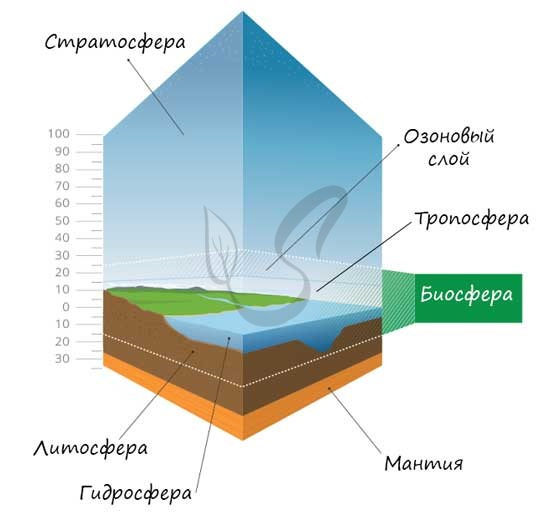 Стратосфера
Озоновый
слой
Тропосфера
Биосфера
100
90
80
70
60
50
40
30
20
10
0
10
20
30
Литосфера
Гидросфера
Мантия